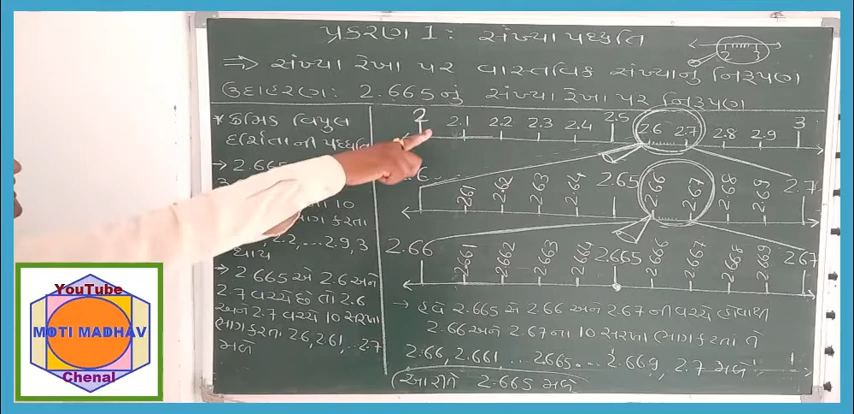 પ્રકરણ 1: સંખ્યા પધ્ધતિ
2 3
⇒ સંખ્યા રેખા પર વાસ્તવિક સંખ્યાનું નિરૂપણ
ઉદાહરણ: 2.665નું સંખ્યા રેખા પર નિરૂપણ
* ક્રમિક વિપુલ
દર્શિતાની પધ્ધતિ
→ 2.665
10
ભાગ કરતા
2.2, ...2.9, 3
થાય
→ 2.665 એ 2.6 અને
2.7 વચ્ચે છે તો 2.6
અને 2.7 વચ્ચે 10 સરખા
ભાગ કરતા 2.6, 2.61, ...2.7
મળે
2 2.1 2.2 2.3 2.4 2.5 2.6 2.7 2.8 2.9 3
2.61 2.62 2.63 2.64 2.65 2.66 2.67 2.68 2.69 2.7
2.66 2.661 2.662 2.663 2.664 2.665 2.666 2.667 2.668 2.669 2.67
→ હવે 2.665 એ 2.66 અને 2.67 ની વચ્ચે હોવાથી
2.66 અને 2.67ના 10 સરખા ભાગ કરતા તે
2.66, 2.661 ... 2.665 ... 2.669, 2.7 મળે
આ રીતે 2.665 મળે
YouTube
MOTI MADHAV
Chenal